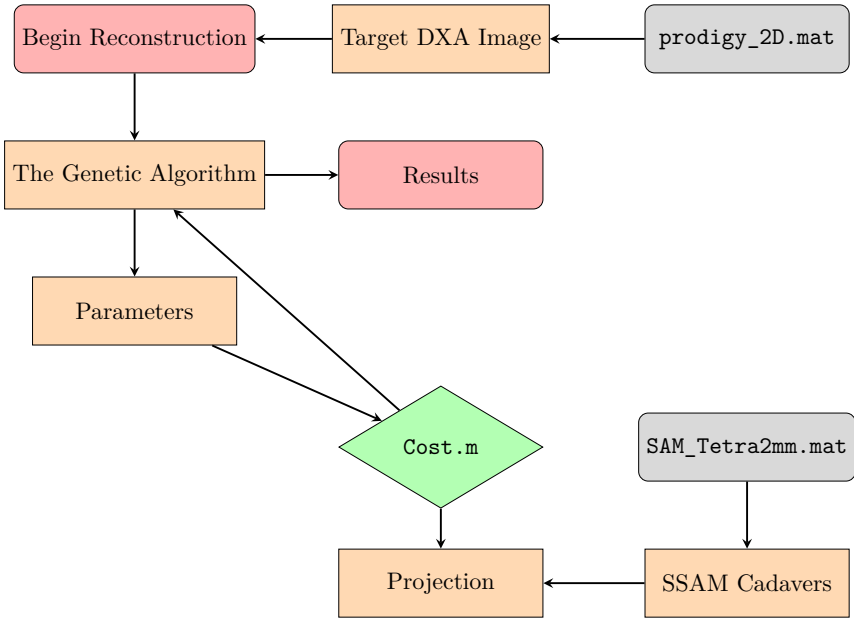 Begin Reconstruction
Target DXA Image
prodigy_2D.mat
The Genetic Algorithm
Results
Parameters
Cost.m
SAM_Tetra2mm.mat
Projection
SSAM Cadavers